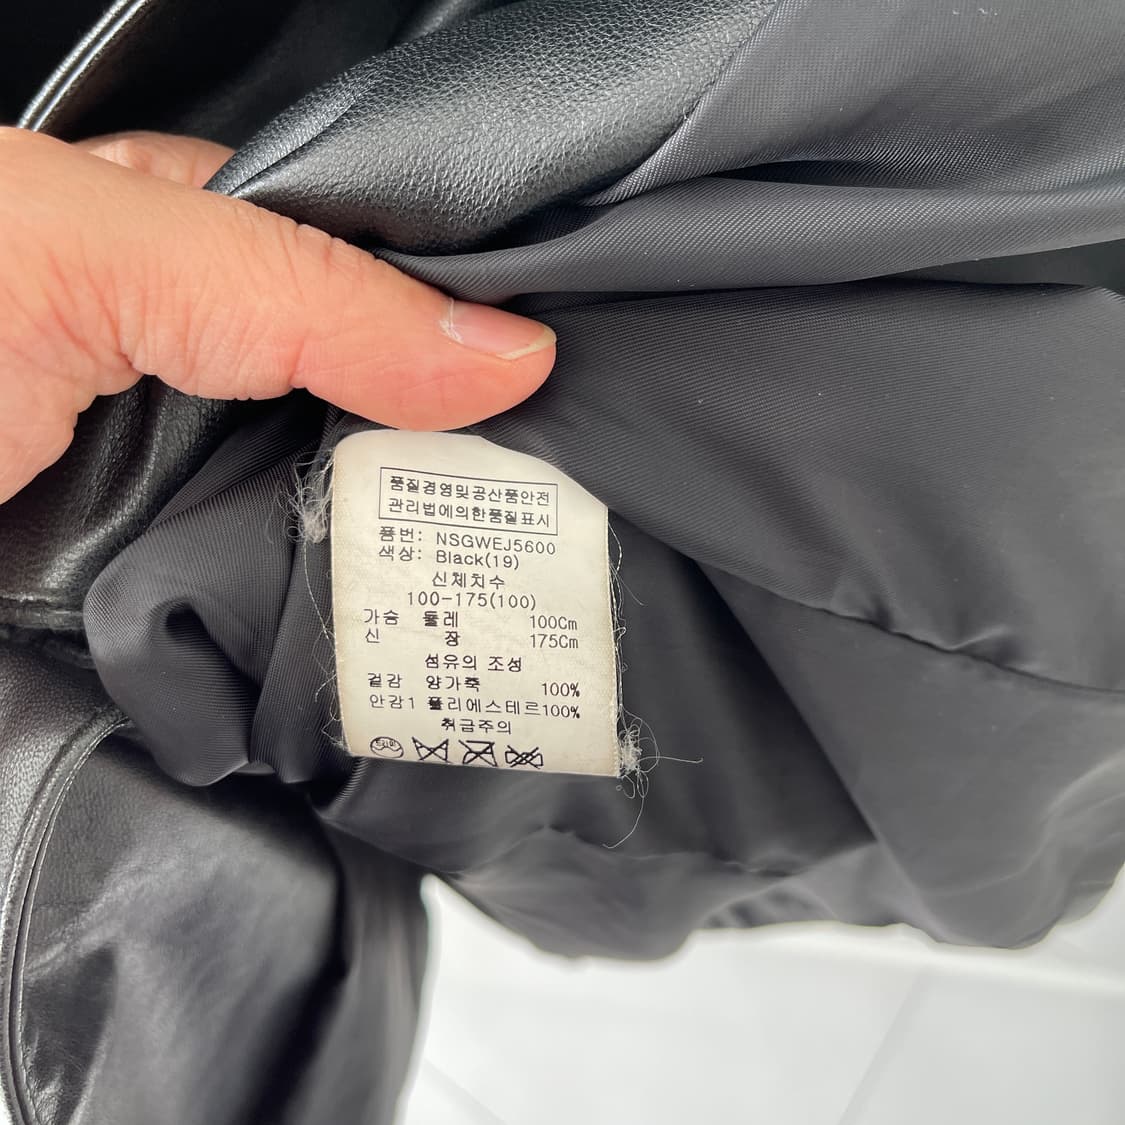 품질경영및공산품안전
관리법에의한품질표시
품번: NSGWEJ5600
색상: Black(19)
신체치수
100-175(100)
가슴 둘레 100Cm
신 장 175Cm
섬유의 조성
겉감 양가죽 100%
안감1 폴리에스테르100%
취급주의